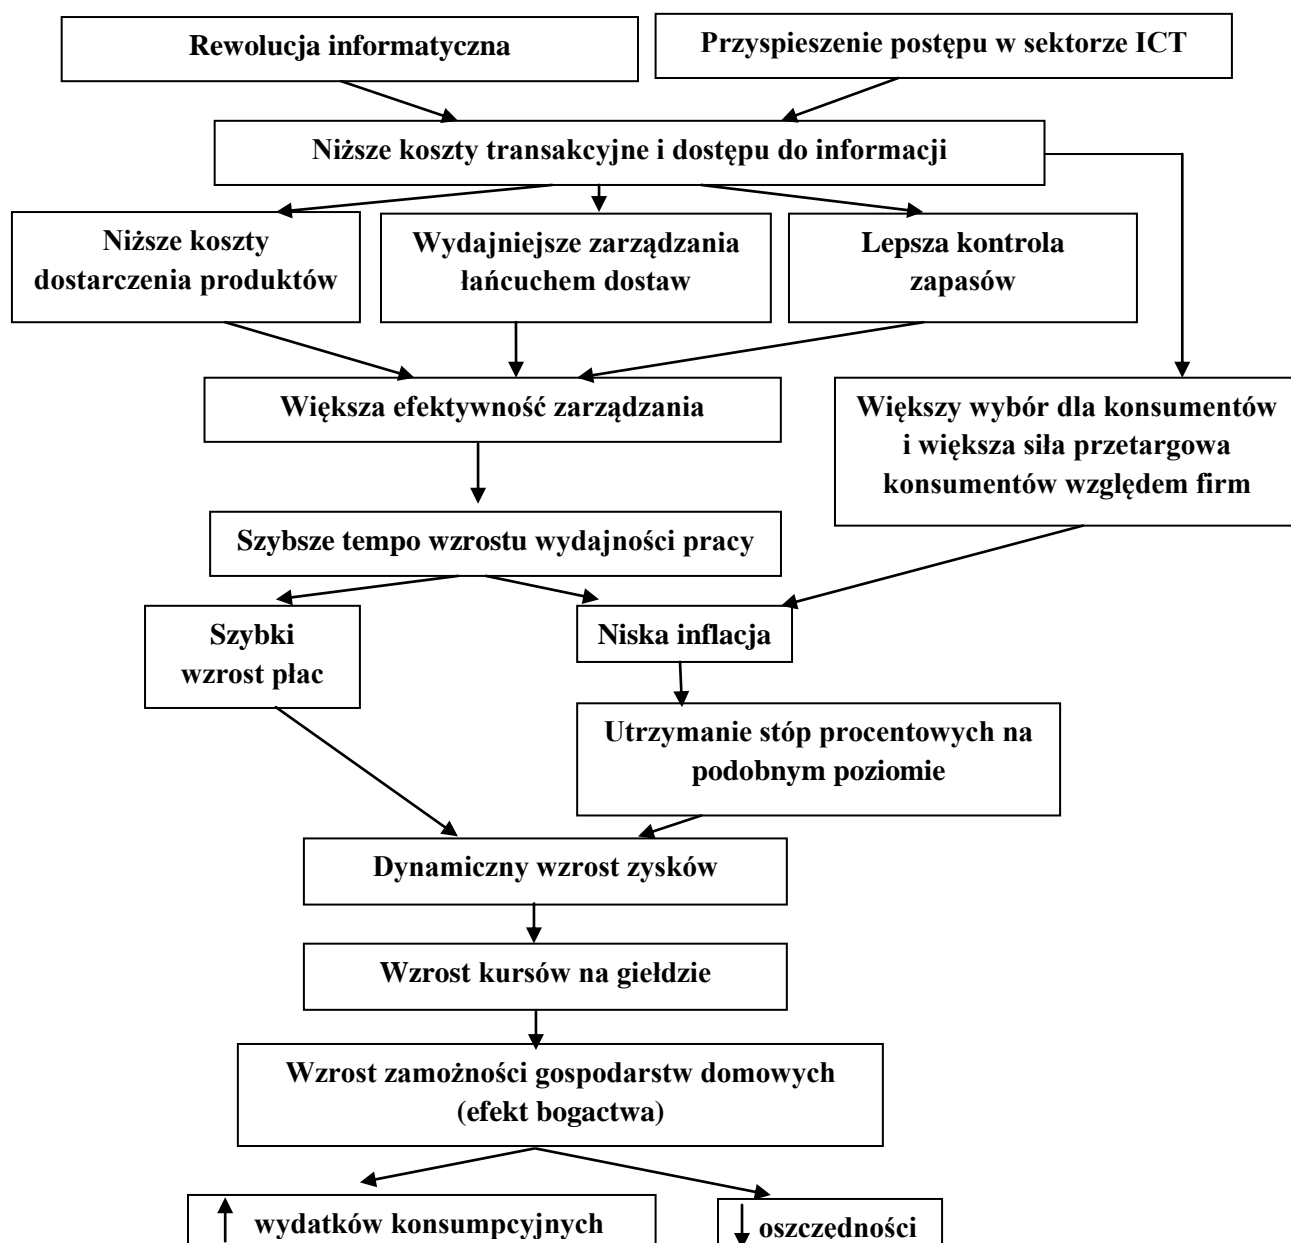 Rewolucja informatyczna
Przyspieszenie postępu w sektorze ICT
Niższe koszty transakcyjne i dostępu do informacji
Niższe koszty
dostarczenia produktów
Wydajniejsze zarządzania
łańcuchem dostaw
Lepsza kontrola
zapasów
Większa efektywność zarządzania
Większy wybór dla konsumentów
i większa siła przetargowa
konsumentów względem firm
Szybsze tempo wzrostu wydajności pracy
Szybki
wzrost płac
Niska inflacja
Utrzymanie stóp procentowych na
podobnym poziomie
Dynamiczny wzrost zysków
Wzrost kursów na giełdzie
Wzrost zamożności gospodarstw domowych
(efekt bogactwa)
wydatków konsumpcyjnych
oszczędności